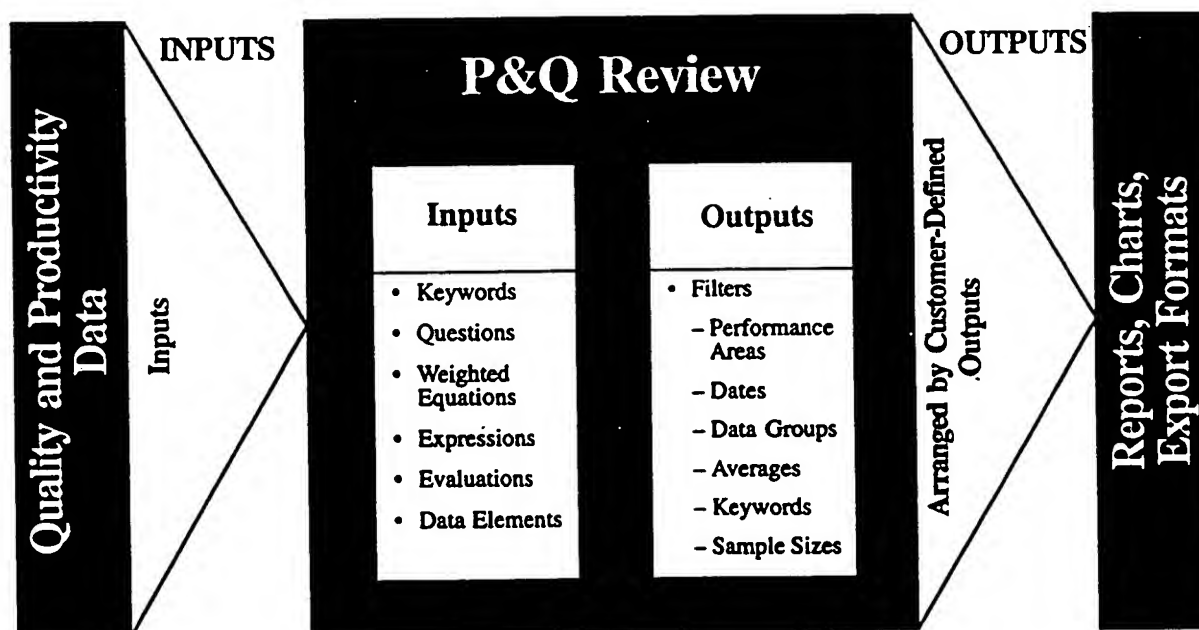 Quality and Productivity
Data
INPUTS
Inputs
P&Q Review
Inputs
• Keywords
• Questions
• Weighted
Equations
• Expressions
• Evaluations
• Data Elements
Outputs
• Filters
– Performance
Areas
– Dates
– Data Groups
– Averages
– Keywords
– Sample Sizes
OUTPUTS
Arranged by Customer-Defined
Outputs
Reports, Charts,
Export Formats